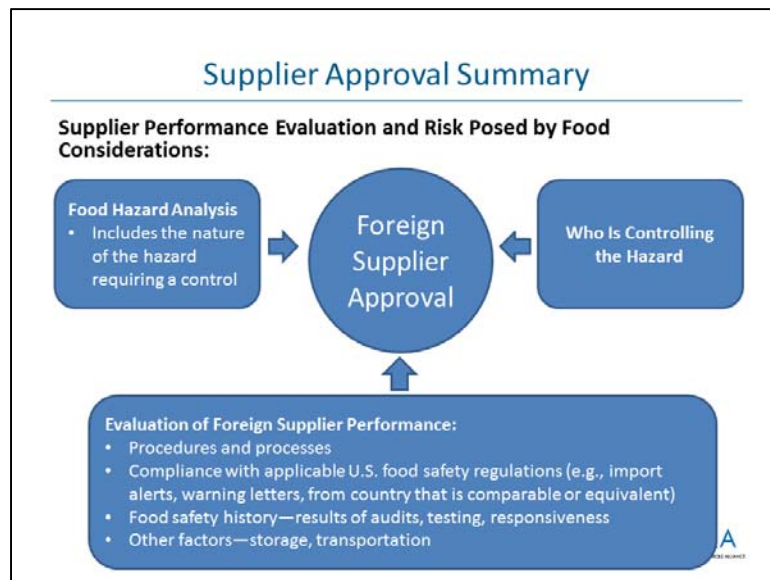 Supplier Approval Summary
Supplier Performance Evaluation and Risk Posed by Food
Considerations:
Food Hazard Analysis
• Includes the nature
of the hazard
requiring a control
Foreign
Supplier
Approval
Who Is Controlling
the Hazard
Evaluation of Foreign Supplier Performance:
• Procedures and processes
• Compliance with applicable U.S. food safety regulations (e.g., import
alerts, warning letters, from country that is comparable or equivalent)
• Food safety history—results of audits, testing, responsiveness
• Other factors—storage, transportation
A